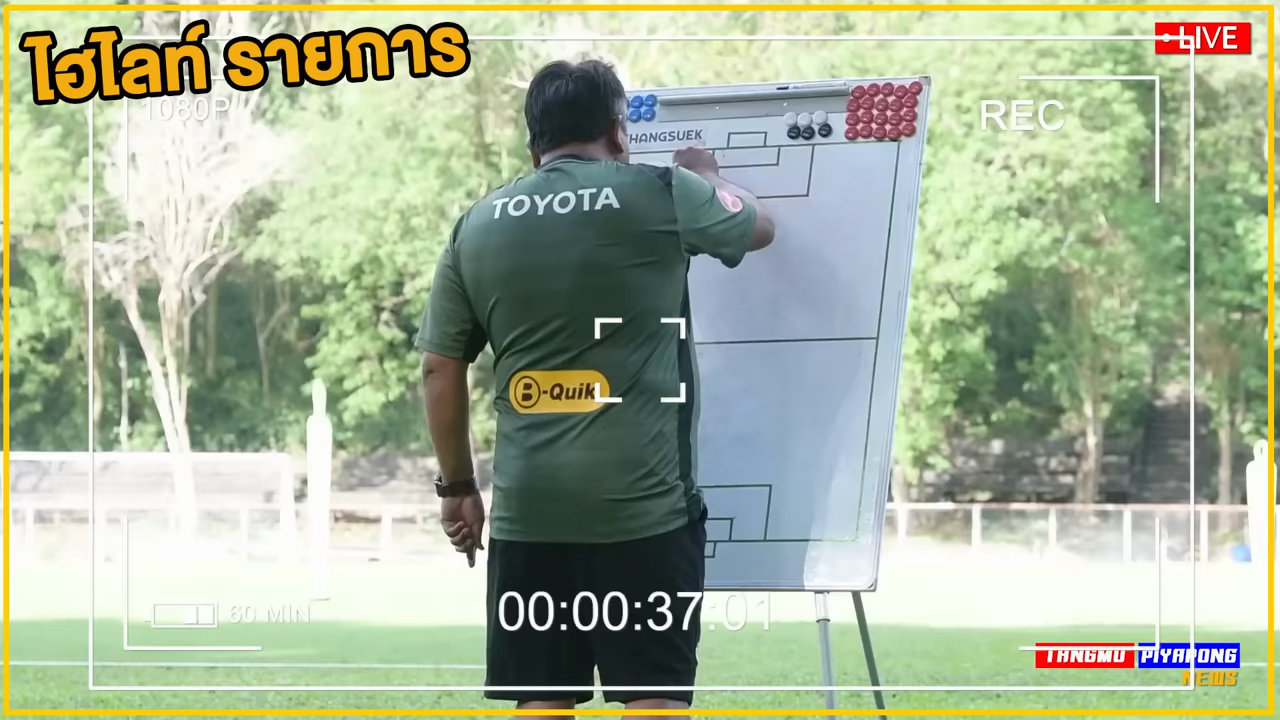 ไฮไลท์ รายการ
LIVE
1080P
REC
HANGSUEK
TOYOTA
B-Quik
60 MIN
00:00:37:01
TANGMO PIYAPONG
NEWS